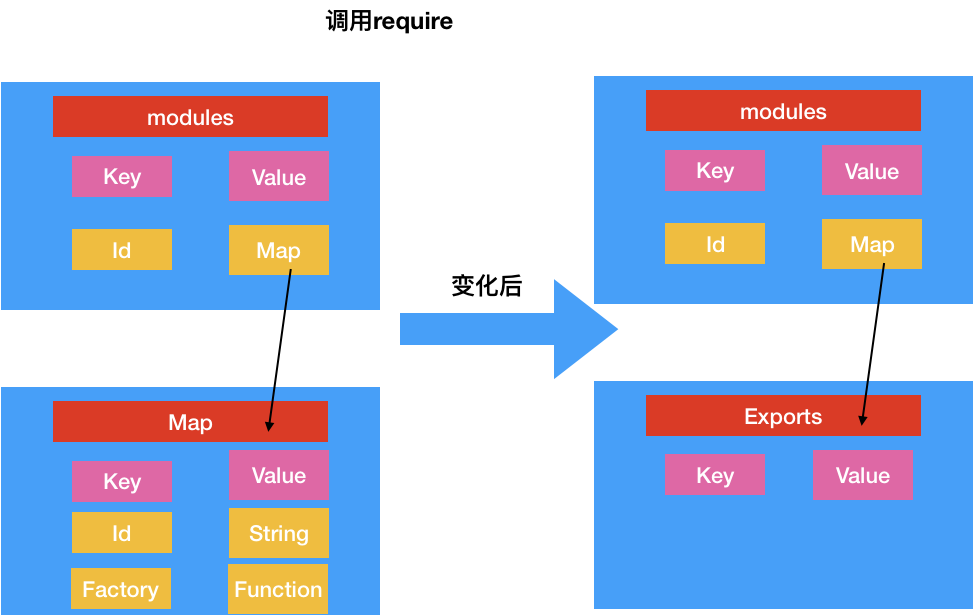 调用require
modules
Key Value
Id Map
变化后
Map
Key Value
Id String
Factory Function
modules
Key Value
Id Map
Exports
Key Value